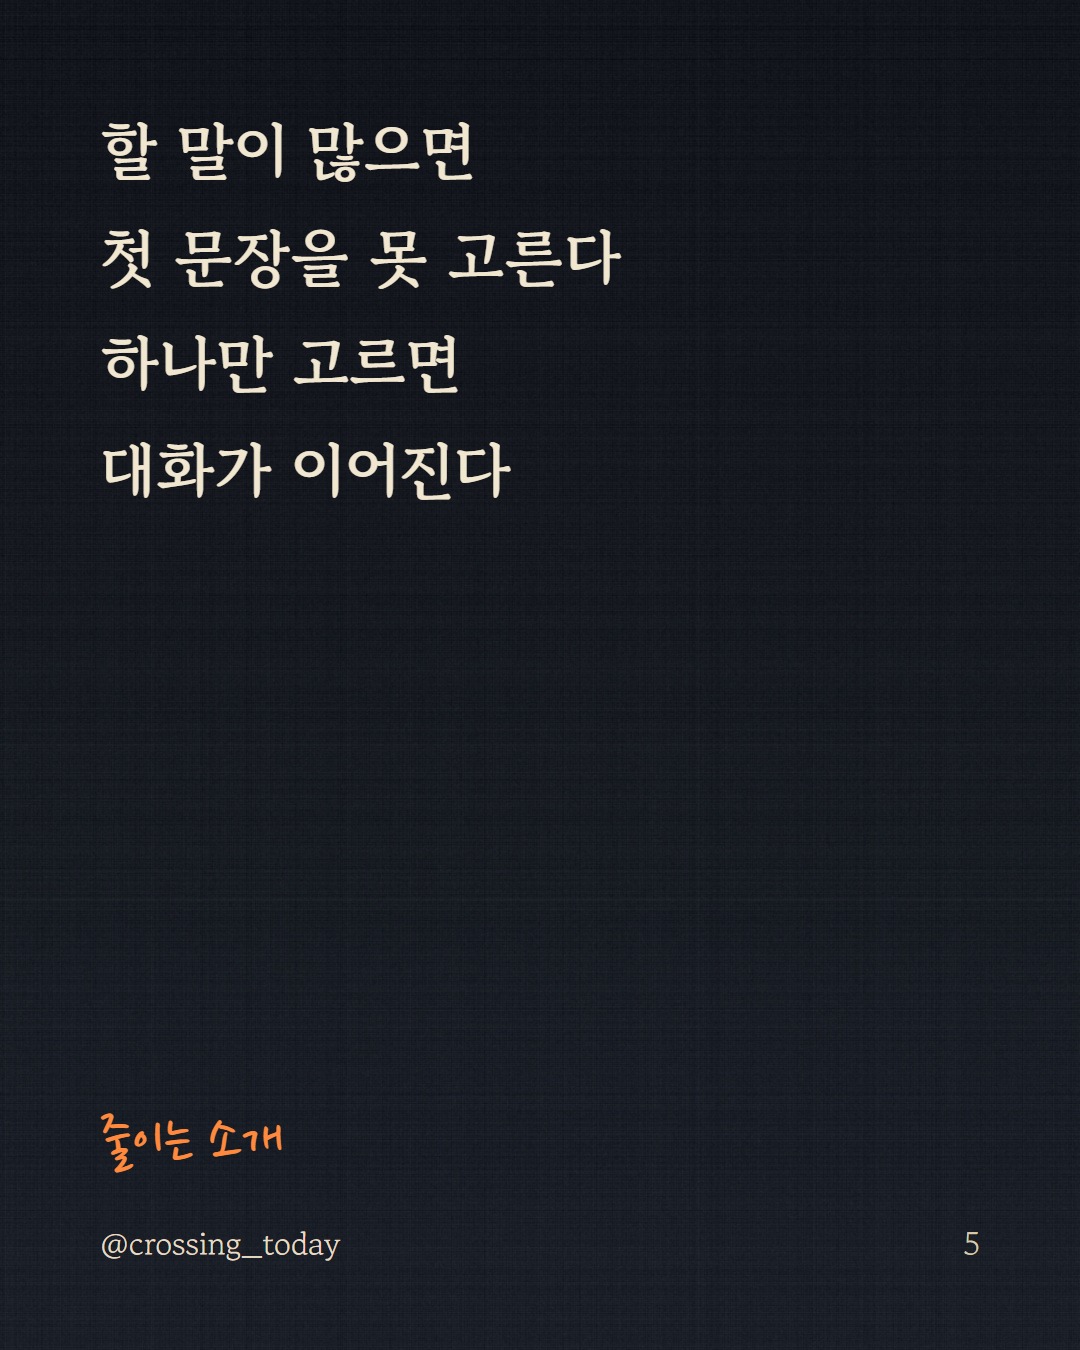 할 말이 많으면
첫 문장을 못 고른다
하나만 고르면
대화가 이어진다
줄이는 소개
@crossing_today
5